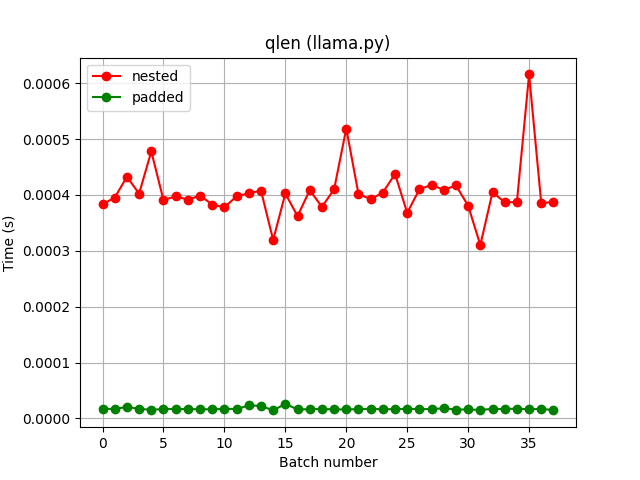 qlen (llama.py)
nested
padded
0.0006
0.0005
0.0004
0.0003
0.0002
0.0001
0.0000
Time (s)
0 5 10 15 20 25 30 35
Batch number